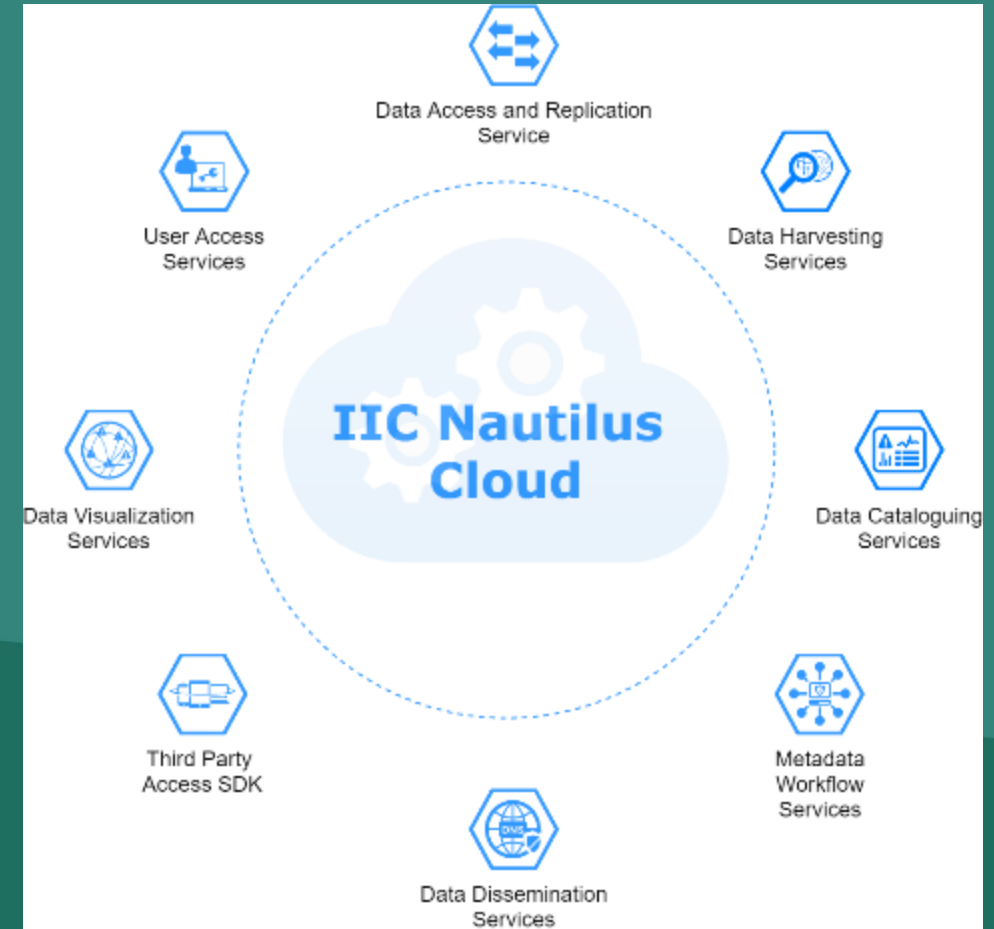 Data Access and Replication
Service
User Access
Services
Data Harvesting
Services
IIC Nautilus
Cloud
Data Visualization
Services
Data Cataloguing
Services
Third Party
Access SDK
Metadata
Workflow
Services
DNS
Data Dissemination
Services